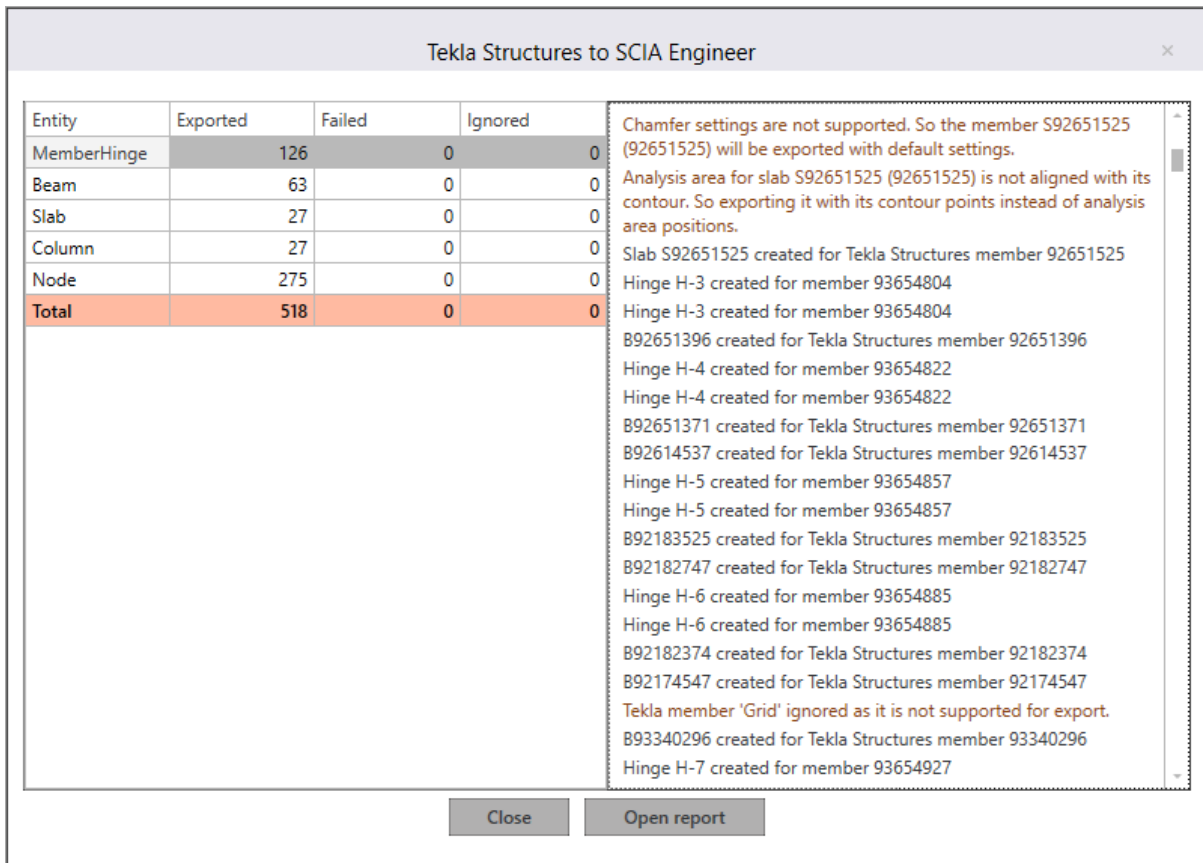 Tekla Structures to SCIA Engineer
Entity Exported Failed Ignored
MemberHinge 126 0 0
Beam 63 0 0
Slab 27 0 0
Column 27 0 0
Node 275 0 0
Total 518 0 0
Chamfer settings are not supported. So the member S92651525
(92651525) will be exported with default settings.
Analysis area for slab S92651525 (92651525) is not aligned with its
contour. So exporting it with its contour points instead of analysis
area positions.
Slab S92651525 created for Tekla Structures member 92651525
Hinge H-3 created for member 93654804
Hinge H-3 created for member 93654804
B92651396 created for Tekla Structures member 92651396
Hinge H-4 created for member 93654822
Hinge H-4 created for member 93654822
B92651371 created for Tekla Structures member 92651371
B92614537 created for Tekla Structures member 92614537
Hinge H-5 created for member 93654857
Hinge H-5 created for member 93654857
B92183525 created for Tekla Structures member 92183525
B92182747 created for Tekla Structures member 92182747
Hinge H-6 created for member 93654885
Hinge H-6 created for member 93654885
B92182374 created for Tekla Structures member 92182374
B92174547 created for Tekla Structures member 92174547
Tekla member 'Grid' ignored as it is not supported for export.
B93340296 created for Tekla Structures member 93340296
Hinge H-7 created for member 93654927
Close
Open report